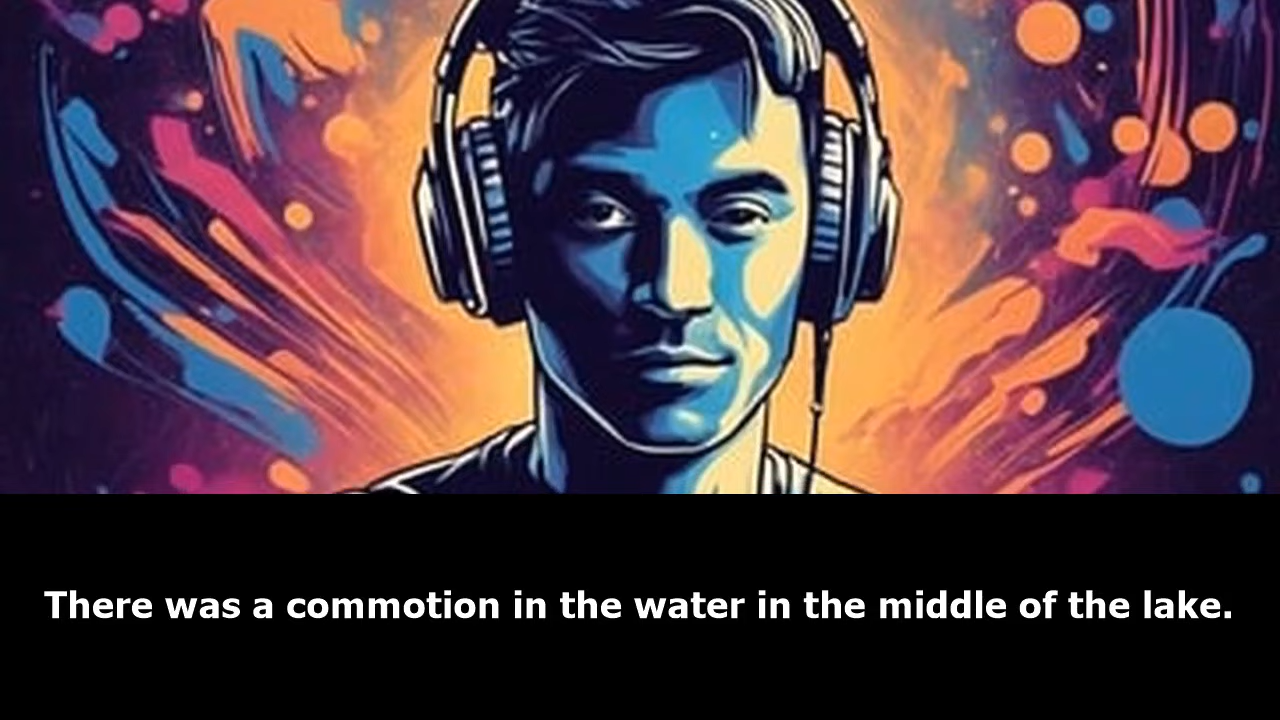 There was a commotion in the water in the middle of the lake.